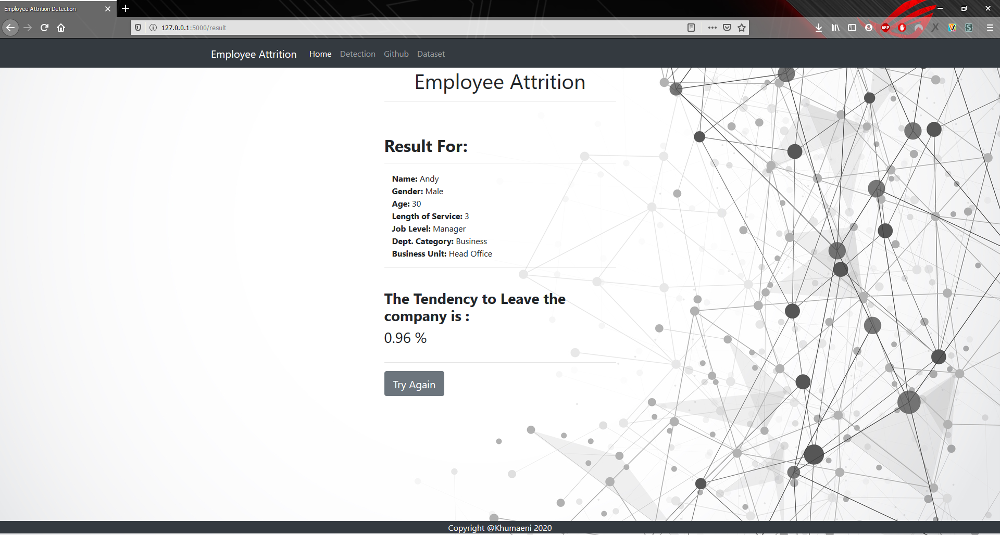 Employee Attrition Detection
127.0.0.1:5000/result
ABP
Employee Attrition Home Detection Github Dataset
Employee Attrition
Result For:
Name: Andy
Gender: Male
Age: 30
Length of Service: 3
Job Level: Manager
Dept. Category: Business
Business Unit: Head Office
The Tendency to Leave the
company is :
0.96 %
Try Again
Copyright @Khumaeni 2020